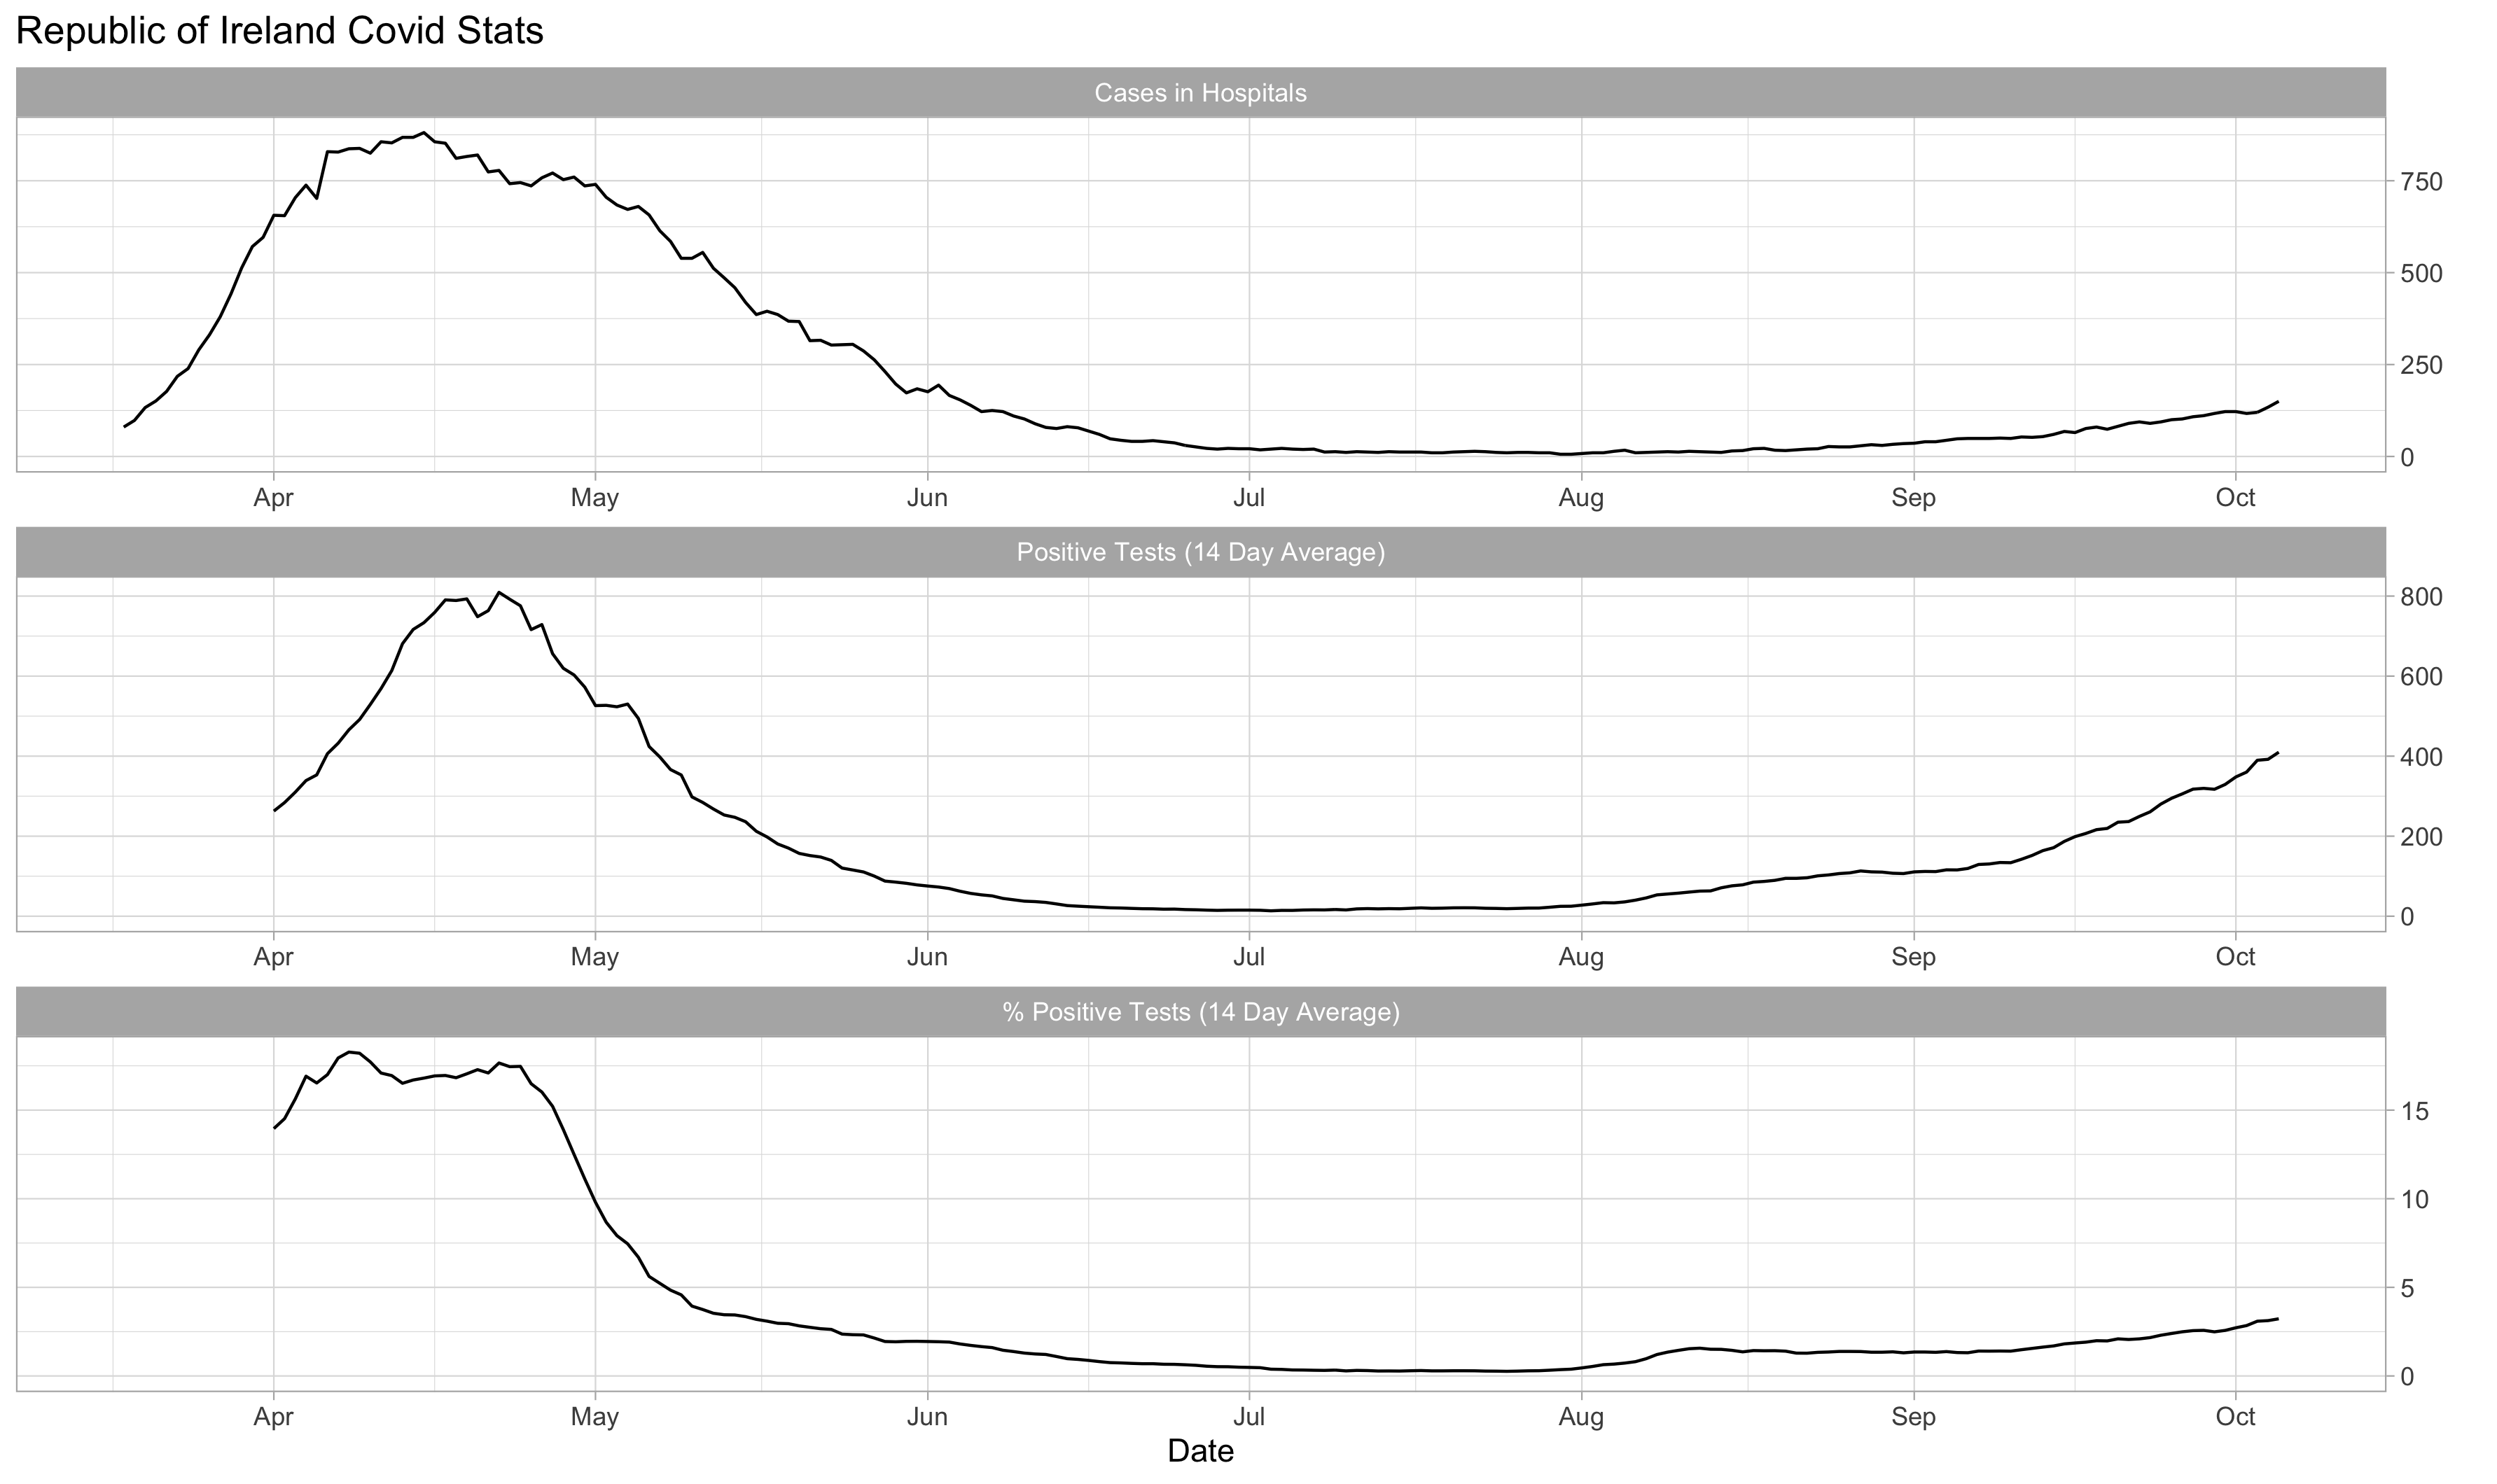 Republic of Ireland Covid Stats
Cases in Hospitals
750
500
250
0
Apr May Jun Jul Aug Sep Oct
Positive Tests (14 Day Average)
800
600
400
200
0
Apr May Jun Jul Aug Sep Oct
% Positive Tests (14 Day Average)
15
10
5
0
Apr May Jun Jul Aug Sep Oct
Date